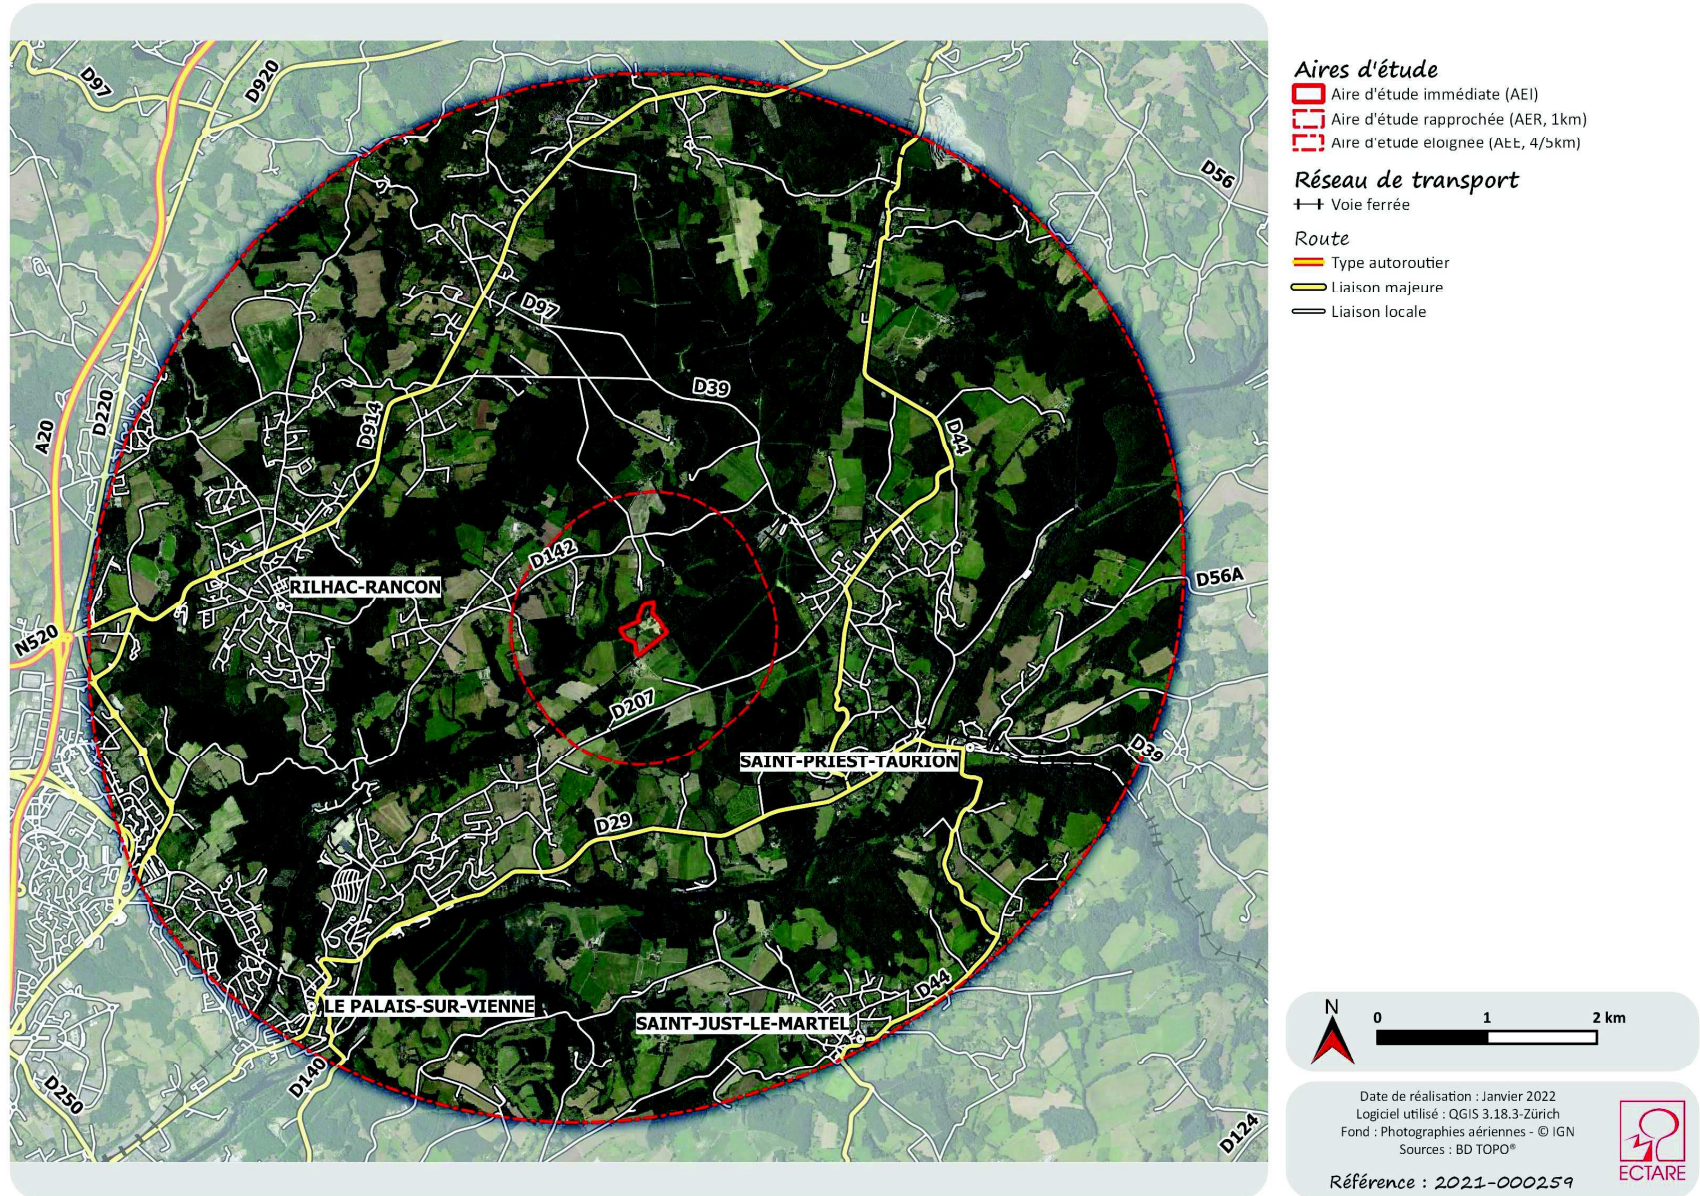 D97
D920
D56
D97
D39
D220
A20
D914
D44
D142
RILHAC-RANCON
D56A
N520
D207
SAINT-PRIEST-TAURION
D39
D29
D44
LE PALAIS-SUR-VIENNE
SAINT-JUST-LE-MARTEL
D140
D250
D124
Aires d'étude
Aire d'étude immédiate (AEI)
Aire d'étude rapprochée (AER, 1km)
Aire d'étude éloignée (AEE, 4/5km)
Réseau de transport
Voie ferrée
Route
Type autoroutier
Liaison majeure
Liaison locale
N
0 1 2 km
Date de réalisation : Janvier 2022
Logiciel utilisé : QGIS 3.18.3-Zürich
Fond : Photographies aériennes - © IGN
Sources : BD TOPO®
Référence : 2021-000259
ECTARE